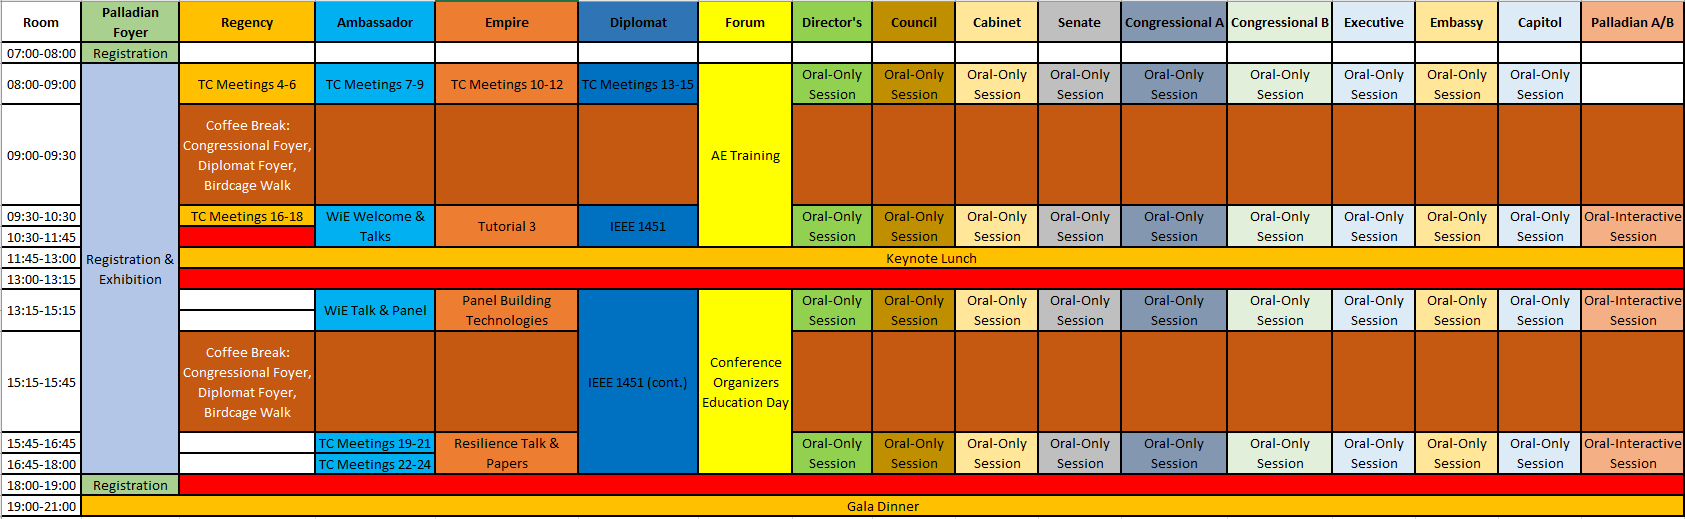 Room Palladian Foyer Regency Ambassador Empire Diplomat Forum Director's Council Cabinet Senate Congressional A Congressional B Executive Embassy Capitol Palladian A/B
07:00-08:00 Registration
08:00-09:00 TC Meetings 4-6 TC Meetings 7-9 TC Meetings 10-12 TC Meetings 13-15 Oral-Only Session Oral-Only Session Oral-Only Session Oral-Only Session Oral-Only Session Oral-Only Session Oral-Only Session Oral-Only Session Oral-Only Session
09:00-09:30 Coffee Break: Congressional Foyer, Diplomat Foyer, Birdcage Walk AE Training
09:30-10:30 TC Meetings 16-18 WiE Welcome & Talks Tutorial 3 IEEE 1451 Oral-Only Session Oral-Only Session Oral-Only Session Oral-Only Session Oral-Only Session Oral-Only Session Oral-Only Session Oral-Only Session Oral-Only Session Oral-Interactive Session
10:30-11:45
11:45-13:00 Registration & Exhibition Keynote Lunch
13:00-13:15
13:15-15:15 WiE Talk & Panel Panel Building Technologies Oral-Only Session Oral-Only Session Oral-Only Session Oral-Only Session Oral-Only Session Oral-Only Session Oral-Only Session Oral-Only Session Oral-Only Session Oral-Interactive Session
15:15-15:45 Coffee Break: Congressional Foyer, Diplomat Foyer, Birdcage Walk IEEE 1451 (cont.) Conference Organizers Education Day
15:45-16:45 TC Meetings 19-21 Resilience Talk & Papers Oral-Only Session Oral-Only Session Oral-Only Session Oral-Only Session Oral-Only Session Oral-Only Session Oral-Only Session Oral-Only Session Oral-Only Session Oral-Interactive Session
16:45-18:00 TC Meetings 22-24
18:00-19:00 Registration
19:00-21:00 Gala Dinner